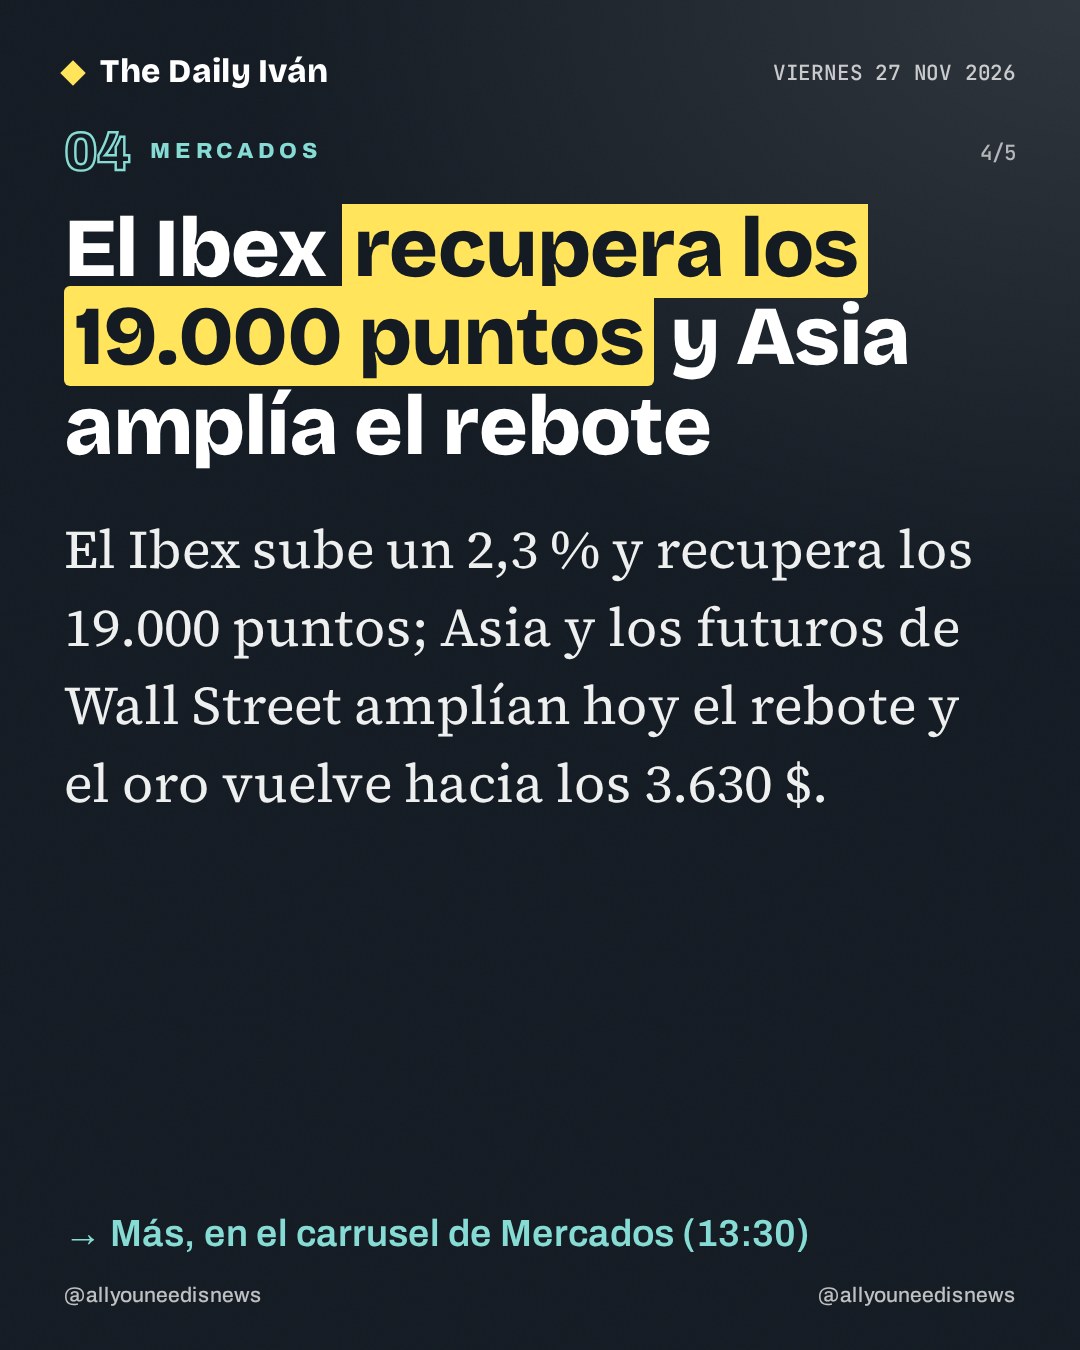 The Daily Iván
VIERNES 27 NOV 2026
04 MERCADOS
4/5
El Ibex recupera los
19.000 puntos y Asia
amplía el rebote
El Ibex sube un 2,3 % y recupera los
19.000 puntos; Asia y los futuros de
Wall Street amplían hoy el rebote y
el oro vuelve hacia los 3.630 $.
→ Más, en el carrusel de Mercados (13:30)
@allyouneedisnews
@allyouneedisnews